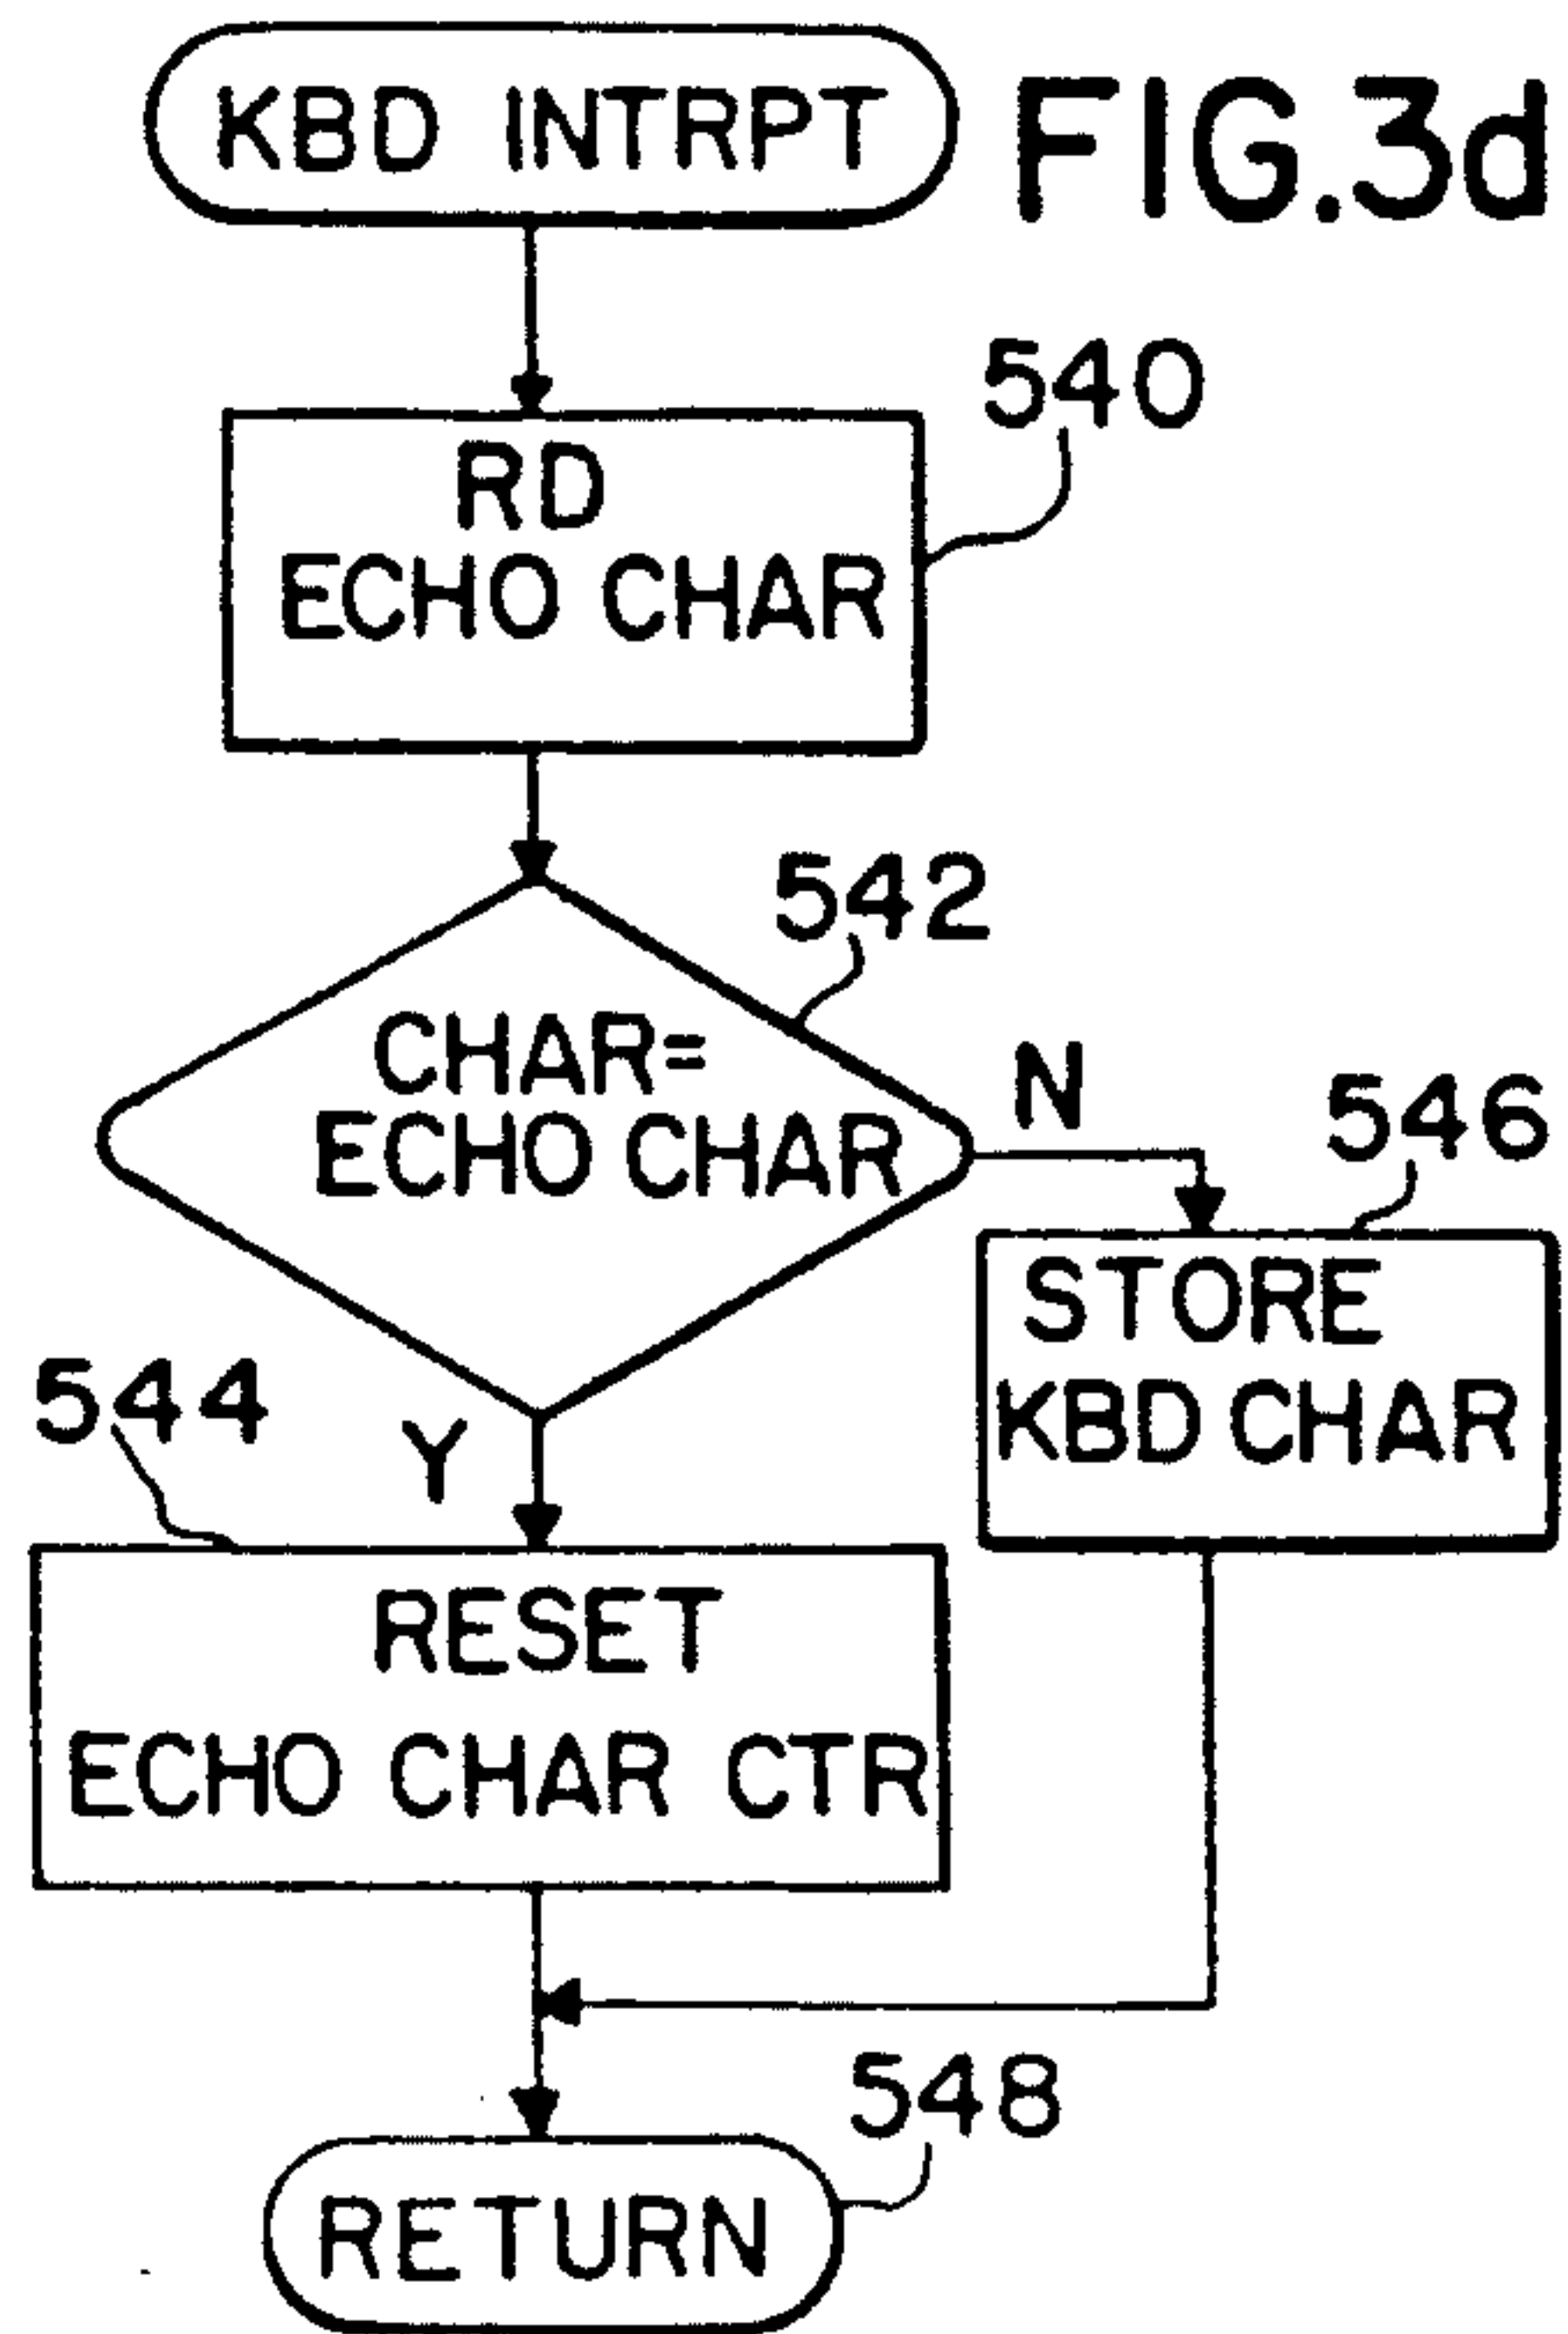 KBD INTRPT
FIG.3d
540
RD
ECHO CHAR
542
CHAR=
ECHO CHAR
N
546
STORE
KBD CHAR
544
Y
RESET
ECHO CHAR CTR
548
RETURN